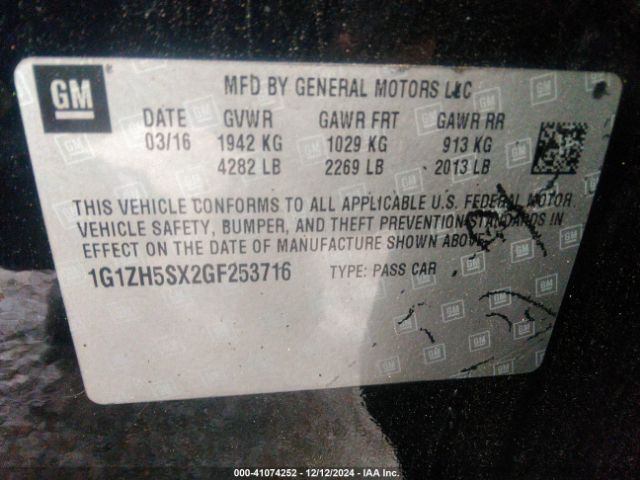 GM
MFD BY GENERAL MOTORS LLC
DATE GVWR GAWR FRT GAWR RR
03/16 1942 KG 1029 KG 913 KG
4282 LB 2269 LB 2013 LB
THIS VEHICLE CONFORMS TO ALL APPLICABLE U.S. FEDERAL MOTOR
VEHICLE SAFETY, BUMPER, AND THEFT PREVENTION STANDARDS IN
EFFECT ON THE DATE OF MANUFACTURE SHOWN ABOVE.
1G1ZH5SX2GF253716 TYPE: PASS CAR
000-41074252 - 12/12/2024 - IAA Inc.